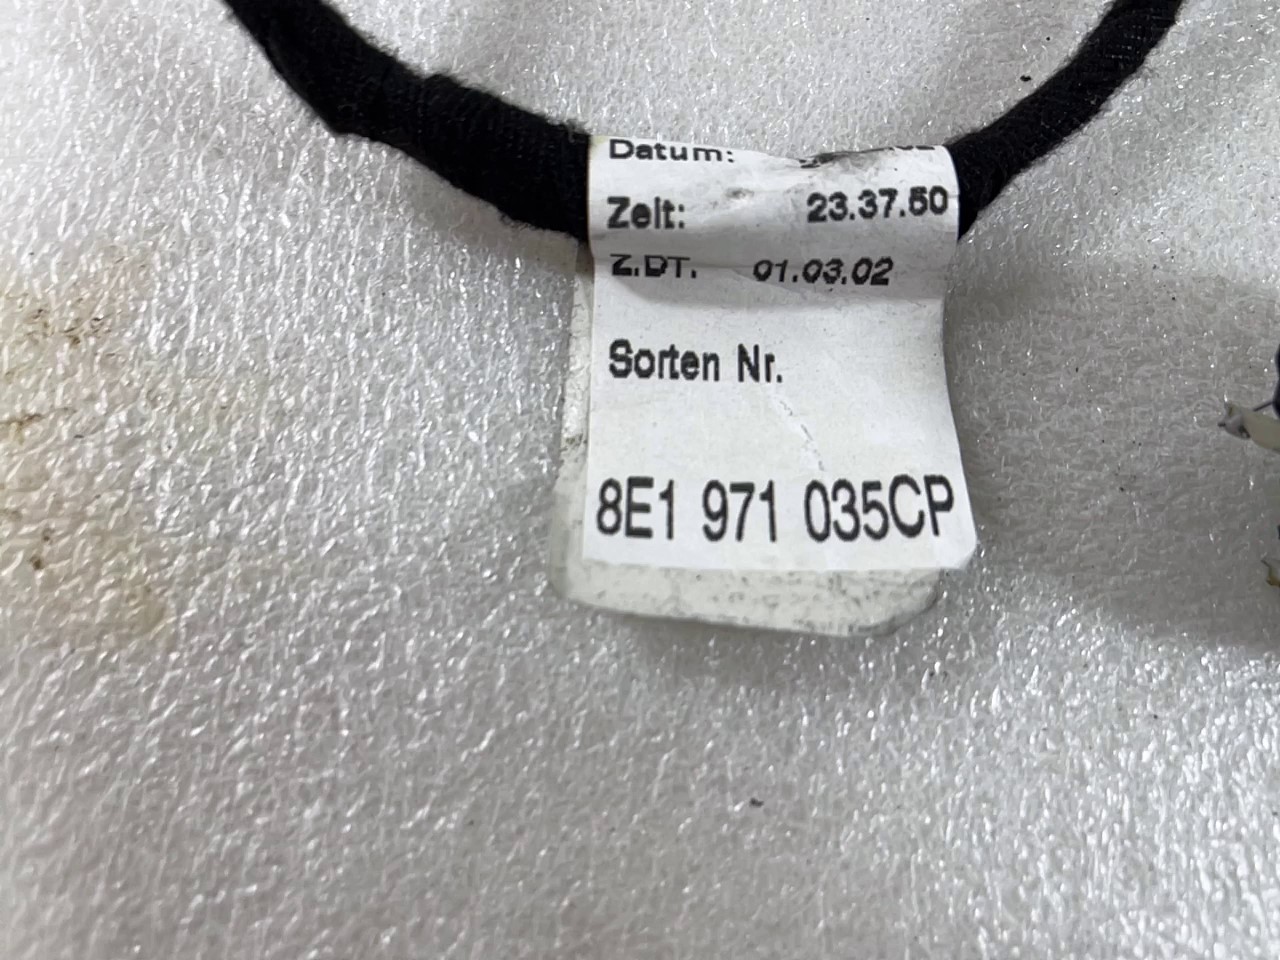 Datum:
Zeit: 23.37.50
Z.DT. 01.03.02
Sorten Nr.
8E1 971 035CP